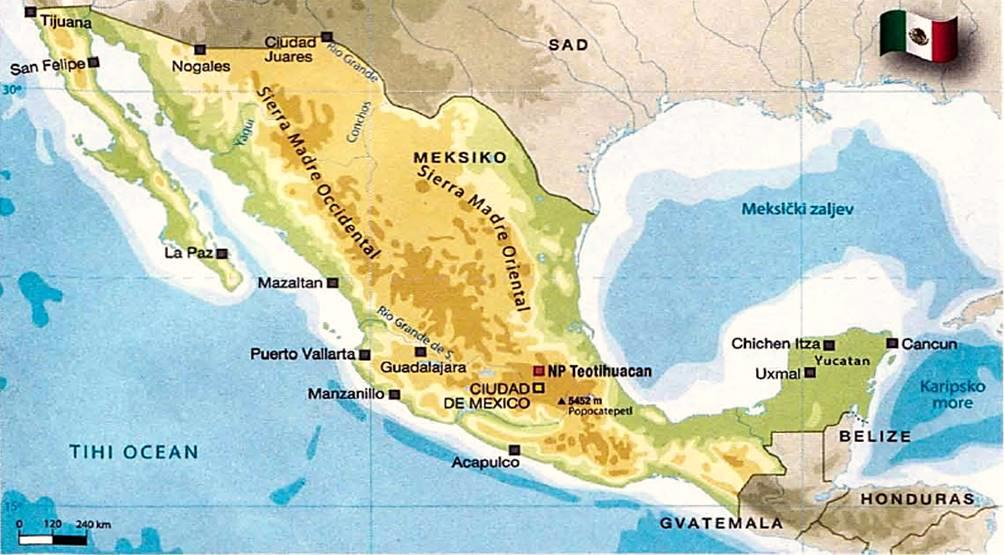 Tijuana
SAD
Ciudad
Juares
San Felipe
Nogales
Rio Grande
30°
Sierra Madre Occidental
Conchos
Yaqui
MEKSIKO
Sierra Madre Oriental
Meksički zaljev
La Paz
Mazaltan
Rio Grande de S.
Puerto Vallarta
Guadalajara
Chichen Itza
Cancun
Yucatan
Uxmal
NP Teotihuacan
Manzanillo
CIUDAD
DE MEXICO
5452 m
Popocatepetl
Karipsko
more
BELIZE
TIHI OCEAN
Acapulco
HONDURAS
15°
GVATEMALA
0 120 240 km